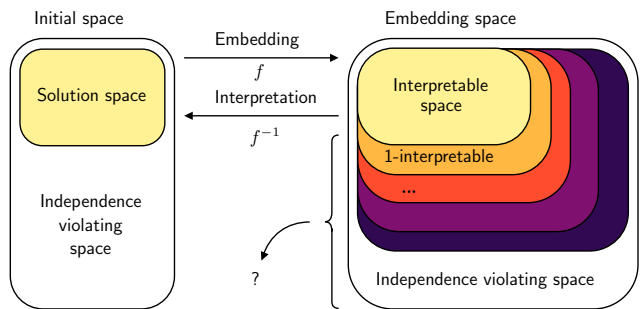 Initial space
Embedding space
Embedding
f
Interpretation
f⁻¹
Solution space
Independence
violating
space
Interpretable
space
1-interpretable
...
?
Independence violating space